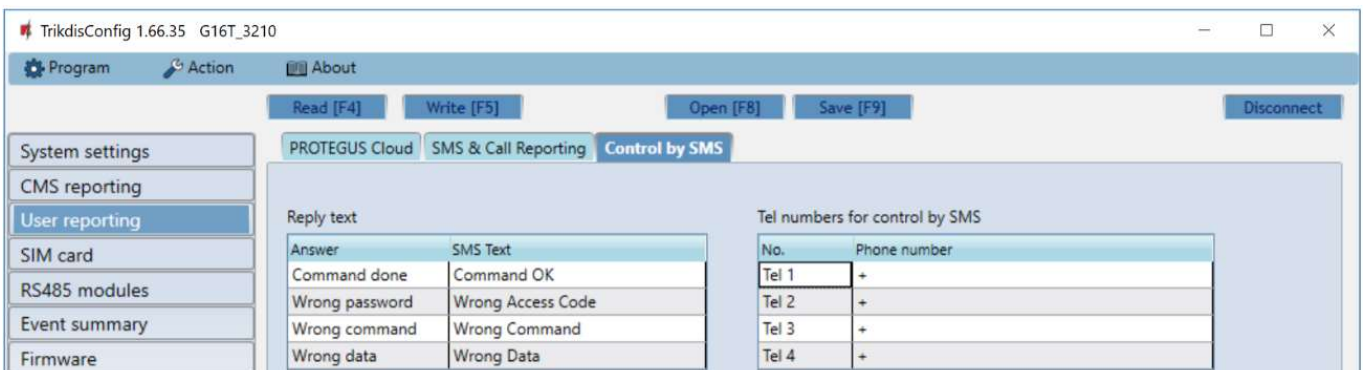 TrikdisConfig 1.66.35 G16T_3210
Program Action About
Read [F4] Write [F5] Open [F8] Save [F9] Disconnect
System settings
CMS reporting
User reporting
SIM card
RS485 modules
Event summary
Firmware
PROTEGUS Cloud SMS & Call Reporting Control by SMS
Reply text
Answer SMS Text
Command done Command OK
Wrong password Wrong Access Code
Wrong command Wrong Command
Wrong data Wrong Data
Tel numbers for control by SMS
No. Phone number
Tel 1 +
Tel 2 +
Tel 3 +
Tel 4 +